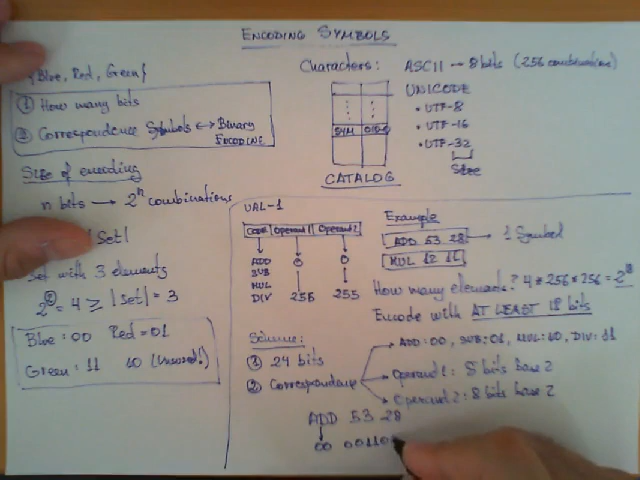 ENCODING SYMBOLS
{Blue, Red, Green}
① How many bits
② Correspondence Symbols ↔ Binary
ENCODING
Size of encoding
n bits → 2ⁿ combinations
|Set|
Set with 3 elements
2² = 4 ≥ |Set| = 3
Blue: 00 Red = 01
Green: 11 10 (Unused!)
Characters: ASCII → 8 bits (256 combinations)
UNICODE
• UTF-8
• UTF-16
• UTF-32
Size
SYM CODE
CATALOG
UAL-1
CODE Operand 1 Operand 2
ADD 0 0
SUB
MUL
DIV 255 255
Example
ADD 53 28 → 1 Symbol
MUL 12 12
How many elements? 4 * 256 * 256 = 2¹⁸
Encode with AT LEAST 18 bits
Scheme:
① 24 bits
② Correspondence
ADD: 00, SUB: 01, MUL: 10, DIV: 11
Operand 1: 8 bits base 2
Operand 2: 8 bits base 2
ADD 53 28
00 00110